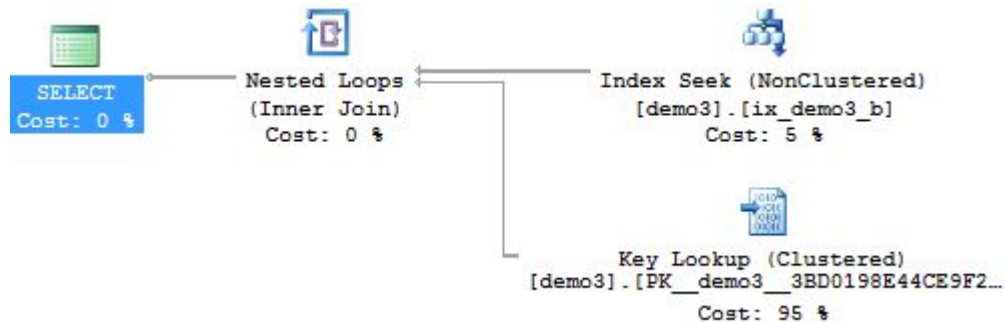 SELECT
Cost: 0 %
Nested Loops
(Inner Join)
Cost: 0 %
Index Seek (NonClustered)
[demo3].[ix_demo3_b]
Cost: 5 %
Key Lookup (Clustered)
[demo3].[PK__demo3__3BD0198E44CE9F2…
Cost: 95 %